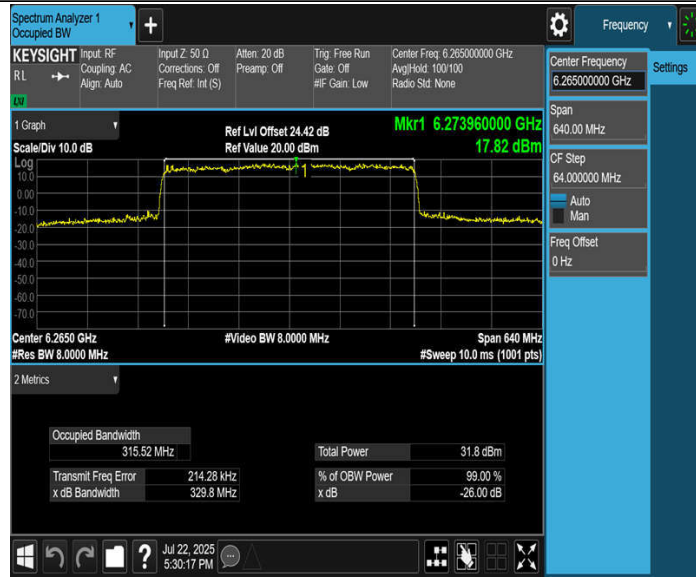 Spectrum Analyzer 1
Occupied BW
Frequency
KEYSIGHT
RL
LXI
Input: RF
Coupling: AC
Align: Auto
Input Z: 50 Ω
Corrections: Off
Freq Ref: Int (S)
Atten: 20 dB
Preamp: Off
Trig: Free Run
Gate: Off
#IF Gain: Low
Center Freq: 6.265000000 GHz
Avg|Hold: 100/100
Radio Std: None
Center Frequency
6.265000000 GHz
Settings
Span
640.00 MHz
CF Step
64.000000 MHz
Auto
Man
Freq Offset
0 Hz
1 Graph
Scale/Div 10.0 dB
Ref Lvl Offset 24.42 dB
Ref Value 20.00 dBm
Mkr1 6.273960000 GHz
17.82 dBm
Log
10.0
0.00
-10.0
-20.0
-30.0
-40.0
-50.0
-60.0
-70.0
1
Center 6.2650 GHz
#Video BW 8.0000 MHz
Span 640 MHz
#Res BW 8.0000 MHz
#Sweep 10.0 ms (1001 pts)
2 Metrics
Occupied Bandwidth
315.52 MHz
Total Power 31.8 dBm
Transmit Freq Error 214.28 kHz
% of OBW Power 99.00 %
x dB Bandwidth 329.8 MHz
x dB -26.00 dB
?
Jul 22, 2025
5:30:17 PM